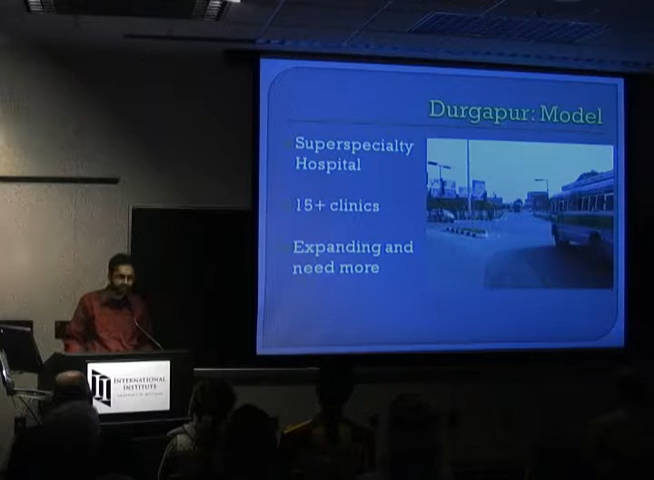 Durgapur: Model
Superspecialty
Hospital
15+ clinics
Expanding and
need more
INTERNATIONAL
INSTITUTE